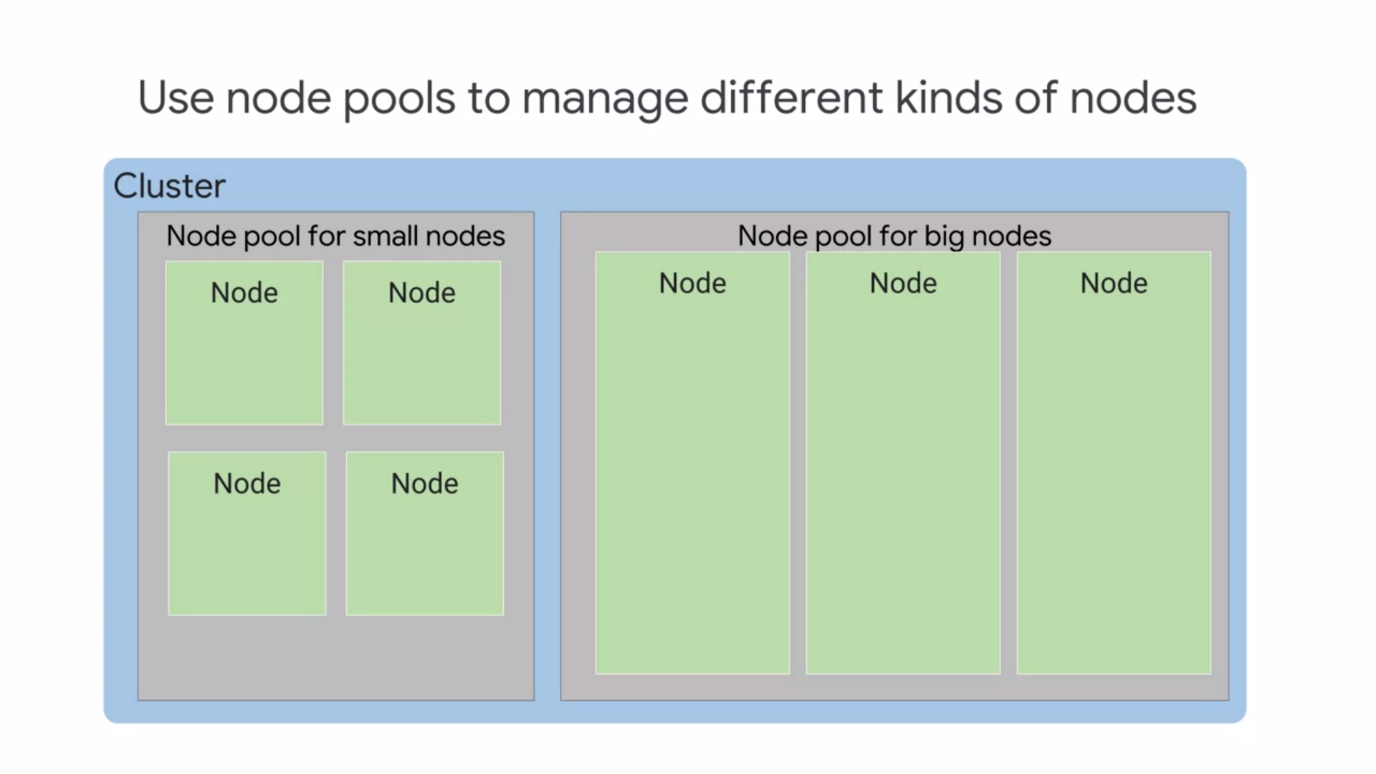 Use node pools to manage different kinds of nodes
Cluster
Node pool for small nodes
Node
Node
Node
Node
Node pool for big nodes
Node
Node
Node